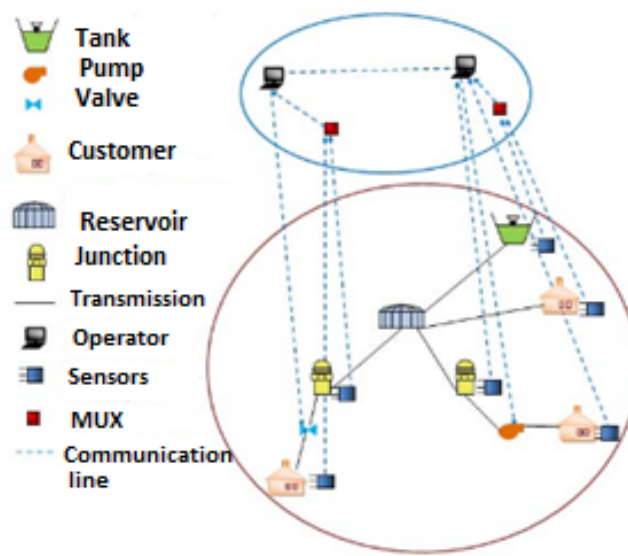 Tank
Pump
Valve
Customer
Reservoir
Junction
Transmission
Operator
Sensors
MUX
Communication
line